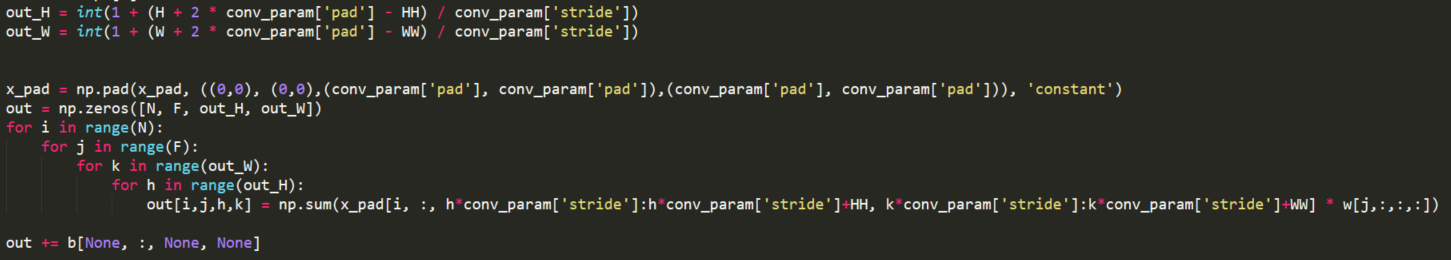 out_H = int(1 + (H + 2 * conv_param['pad'] - HH) / conv_param['stride'])
out_W = int(1 + (W + 2 * conv_param['pad'] - WW) / conv_param['stride'])
x_pad = np.pad(x_pad, ((0,0), (0,0),(conv_param['pad'], conv_param['pad']),(conv_param['pad'], conv_param['pad'])), 'constant')
out = np.zeros([N, F, out_H, out_W])
for i in range(N):
    for j in range(F):
        for k in range(out_W):
            for h in range(out_H):
                out[i,j,h,k] = np.sum(x_pad[i, :, h*conv_param['stride']:h*conv_param['stride']+HH, k*conv_param['stride']:k*conv_param['stride']+WW] * w[j,:,:,:])
out += b[None, :, None, None]